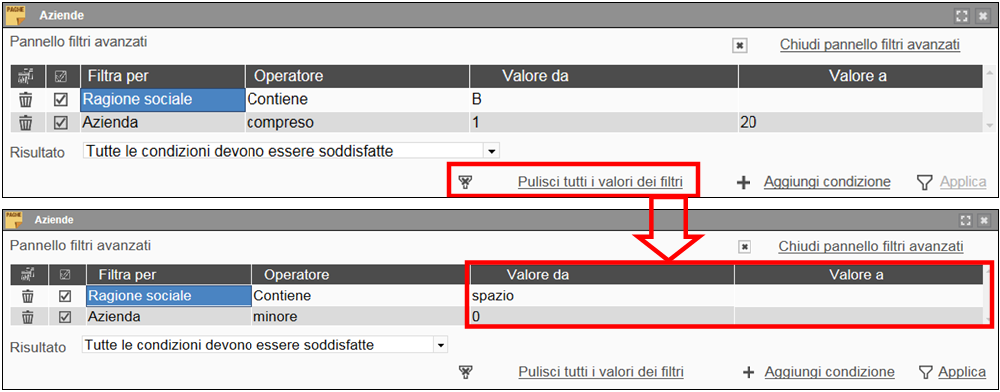 PAGHE Aziende
Pannello filtri avanzati Chiudi pannello filtri avanzati
Filtra per Operatore Valore da Valore a
Ragione sociale Contiene B
Azienda compreso 1 20
Risultato Tutte le condizioni devono essere soddisfatte
Pulisci tutti i valori dei filtri Aggiungi condizione Applica
PAGHE Aziende
Pannello filtri avanzati Chiudi pannello filtri avanzati
Filtra per Operatore Valore da Valore a
Ragione sociale Contiene spazio
Azienda minore 0
Risultato Tutte le condizioni devono essere soddisfatte
Pulisci tutti i valori dei filtri Aggiungi condizione Applica